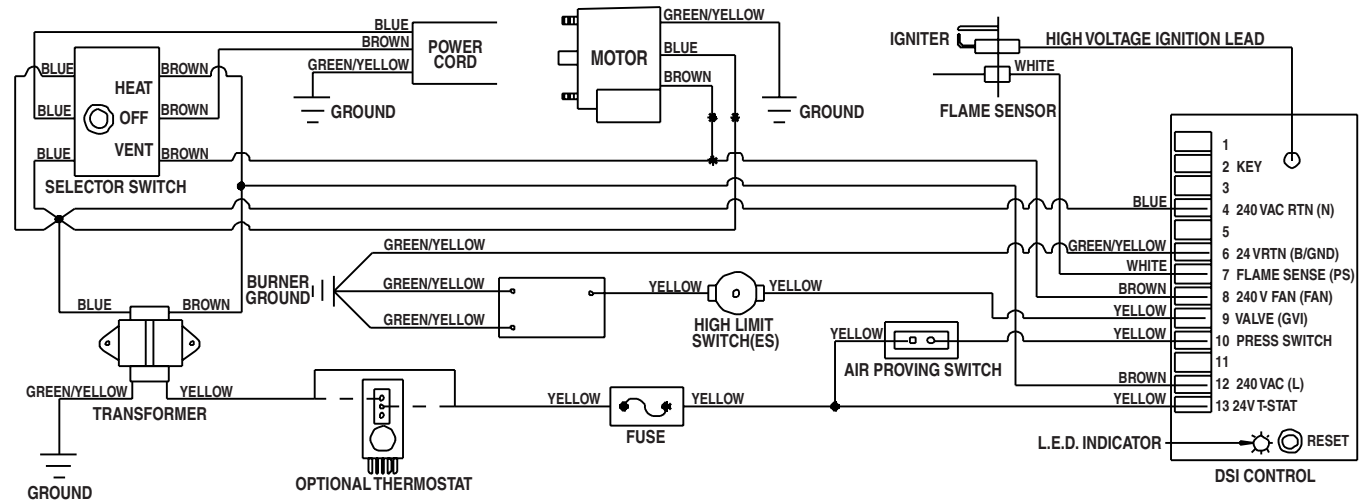 BLUE
BROWN
GREEN/YELLOW
POWER
CORD
GROUND
MOTOR
GREEN/YELLOW
BLUE
BROWN
GROUND
IGNITER
HIGH VOLTAGE IGNITION LEAD
WHITE
FLAME SENSOR
BLUE
BROWN
HEAT
BLUE
OFF
BROWN
BLUE
VENT
BROWN
SELECTOR SWITCH
1
2 KEY
3
BLUE
4 240 VAC RTN (N)
5
GREEN/YELLOW
6 24 VRTN (B/GND)
WHITE
7 FLAME SENSE (PS)
BROWN
8 240 V FAN (FAN)
YELLOW
9 VALVE (GVI)
YELLOW
10 PRESS SWITCH
11
BROWN
12 240 VAC (L)
YELLOW
13 24V T-STAT
GREEN/YELLOW
BURNER
GROUND
GREEN/YELLOW
GREEN/YELLOW
YELLOW
YELLOW
HIGH LIMIT
SWITCH(ES)
YELLOW
AIR PROVING SWITCH
BLUE
BROWN
GREEN/YELLOW
YELLOW
TRANSFORMER
GROUND
OPTIONAL THERMOSTAT
YELLOW
YELLOW
FUSE
L.E.D. INDICATOR
RESET
DSI CONTROL